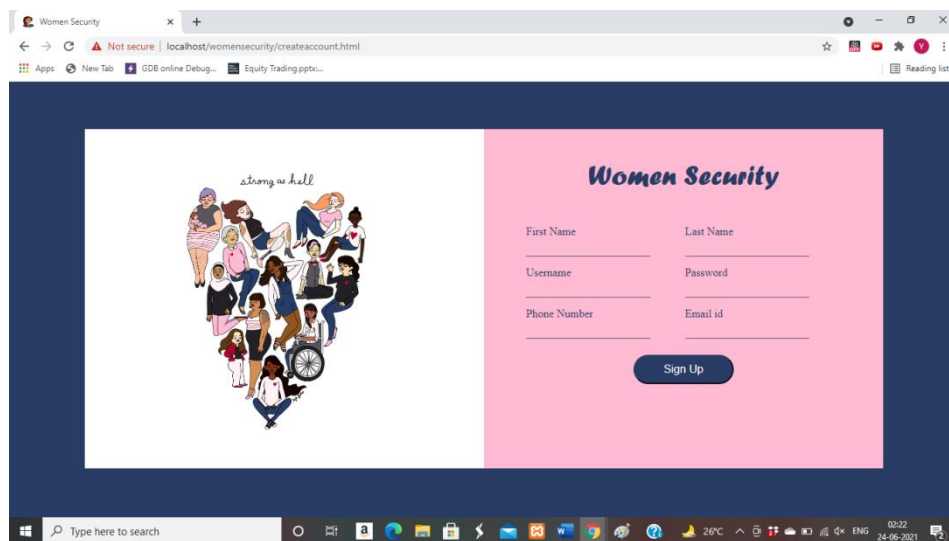 Women Security
Not secure | localhost/womensecurity/createaccount.html
Apps New Tab GDB online Debug... Equity Trading.pptx:... Reading list
strong as hell
Women Security
First Name Last Name
Username Password
Phone Number Email id
Sign Up
Type here to search 26°C ENG 02:22
24-06-2021